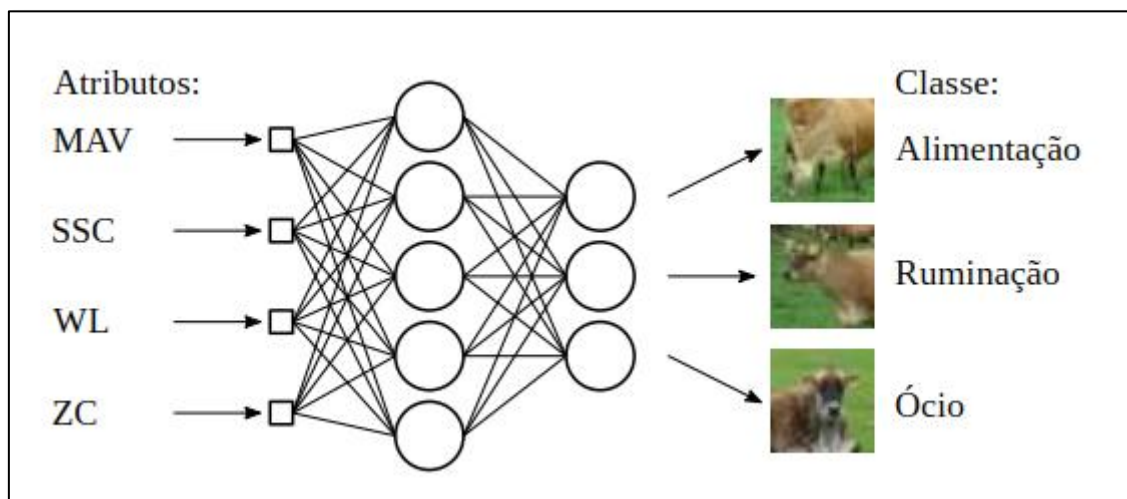 Atributos:
MAV
SSC
WL
ZC
Classe:
Alimentação
Ruminação
Ócio